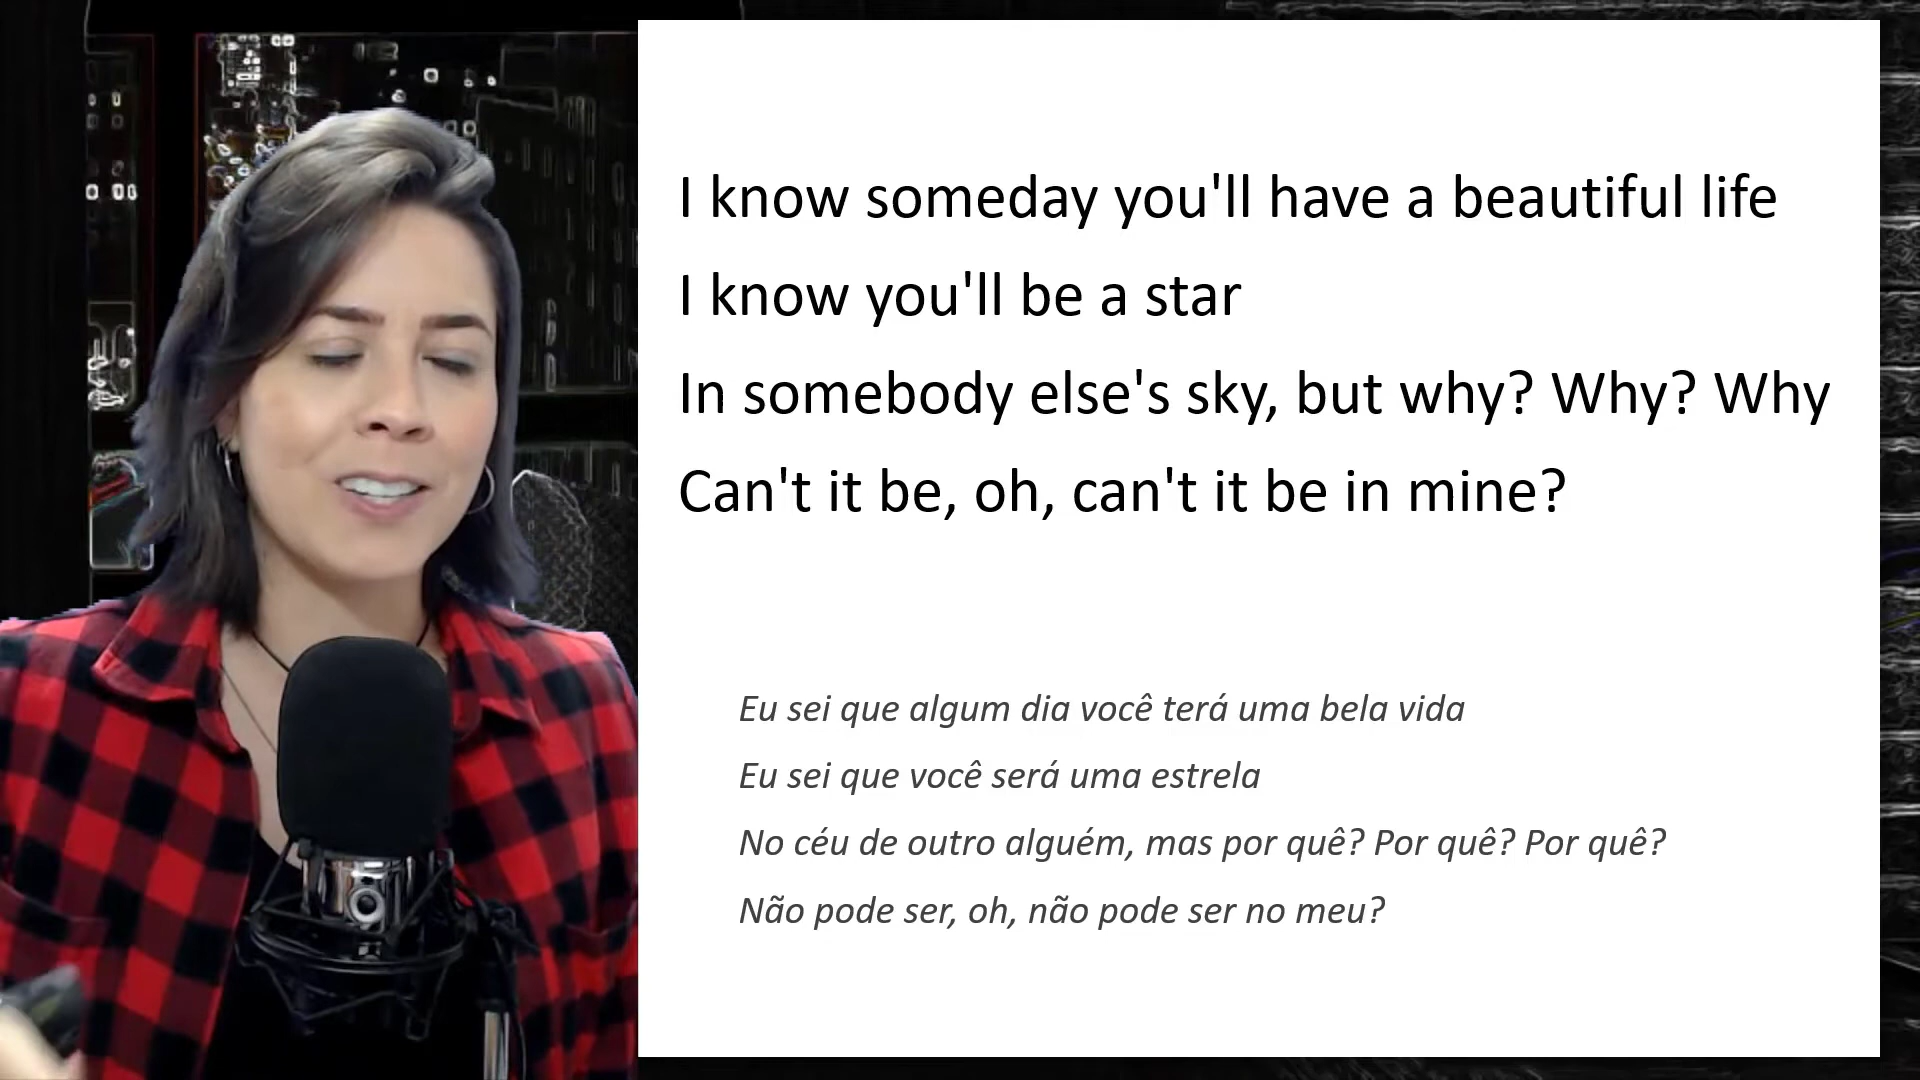 I know someday you'll have a beautiful life
I know you'll be a star
In somebody else's sky, but why? Why? Why
Can't it be, oh, can't it be in mine?
Eu sei que algum dia você terá uma bela vida
Eu sei que você será uma estrela
No céu de outro alguém, mas por quê? Por quê? Por quê?
Não pode ser, oh, não pode ser no meu?